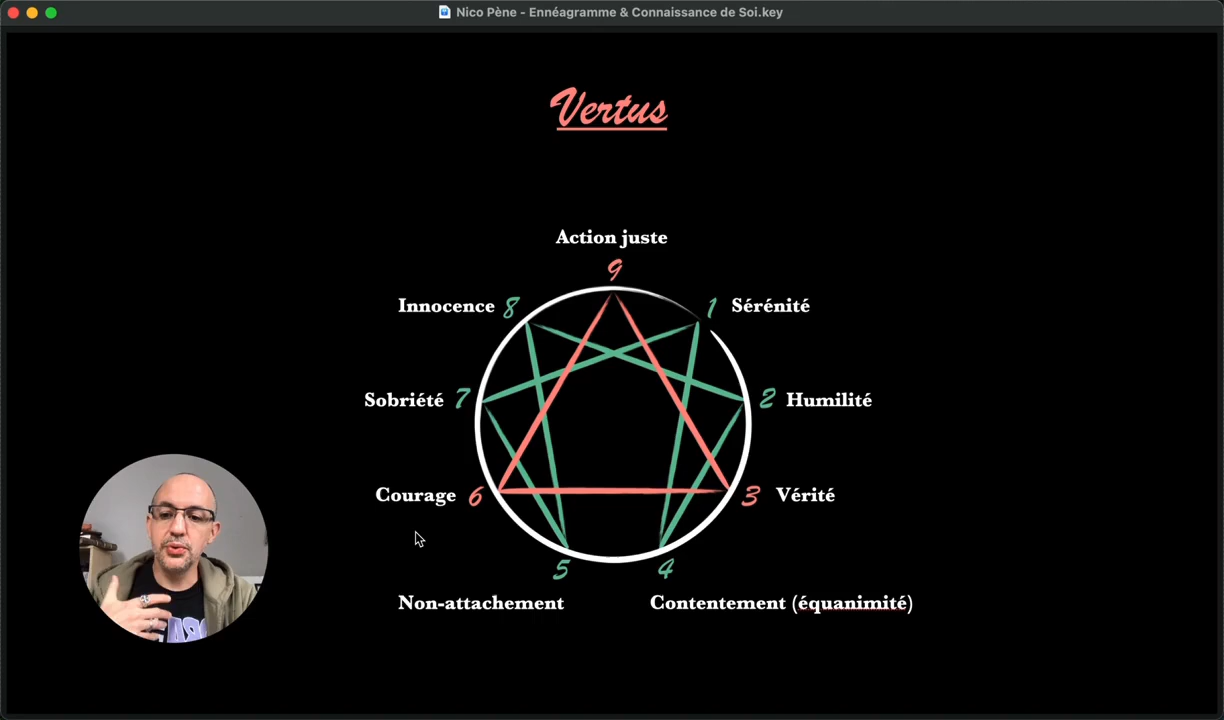 Nico Pène - Ennéagramme & Connaissance de Soi.key
Vertus
Action juste
9
Innocence 8
1 Sérénité
Sobriété 7
2 Humilité
Courage 6
3 Vérité
5
4
Non-attachement
Contentement (équanimité)